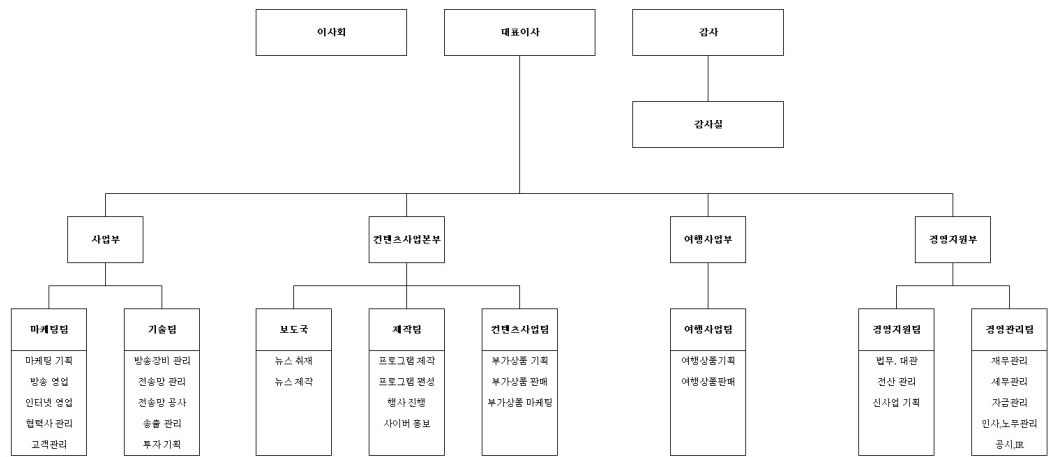 이사회
대표이사
감사
감사실
사업부
컨텐츠사업본부
여행사업부
경영지원부
마케팅팀
마케팅 기획
방송 영업
인터넷 영업
협력사 관리
고객관리
기술팀
방송장비 관리
전송망 관리
전송망 공사
송출 관리
투자 기획
보도국
뉴스 취재
뉴스 제작
제작팀
프로그램 제작
프로그램 편성
행사 진행
사이버 홍보
컨텐츠사업팀
부가상품 기획
부가상품 판매
부가상품 마케팅
여행사업팀
여행상품기획
여행상품판매
경영지원팀
법무, 대관
전산 관리
신사업 기획
경영관리팀
재무관리
세무관리
자금관리
인사,노무관리
공시,IR